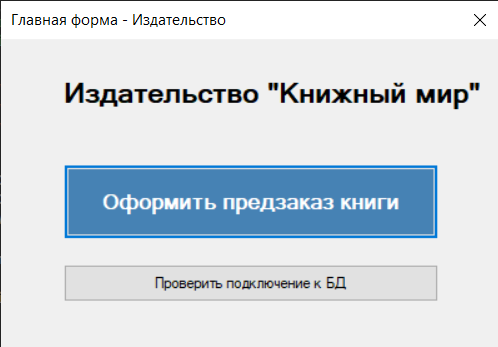 Главная форма - Издательство
Издательство "Книжный мир"
Оформить предзаказ книги
Проверить подключение к БД